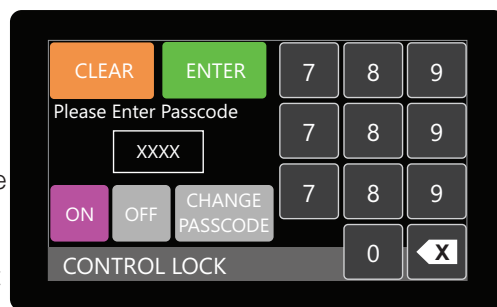 CLEAR ENTER 7 8 9
Please Enter Passcode
XXXX 7 8 9
ON OFF CHANGE PASSCODE 7 8 9
CONTROL LOCK 0 X
e